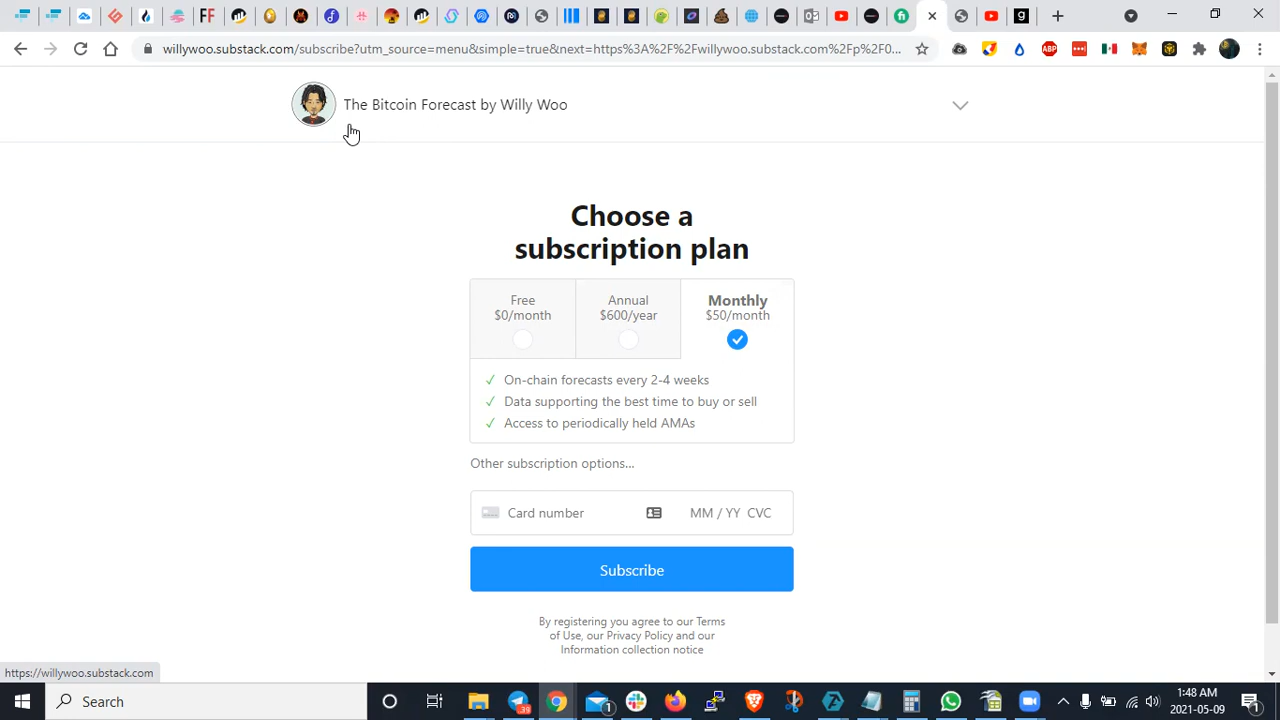 willywoo.substack.com/subscribe?utm_source=menu&simple=true&next=https%3A%2F%2Fwillywoo.substack.com%2Fp%2F0...
The Bitcoin Forecast by Willy Woo
Choose a
subscription plan
Free
$0/month
Annual
$600/year
Monthly
$50/month
On-chain forecasts every 2-4 weeks
Data supporting the best time to buy or sell
Access to periodically held AMAs
Other subscription options...
Card number
MM / YY CVC
Subscribe
By registering you agree to our Terms
of Use, our Privacy Policy and our
Information collection notice
https://willywoo.substack.com
Search
1:48 AM
2021-05-09